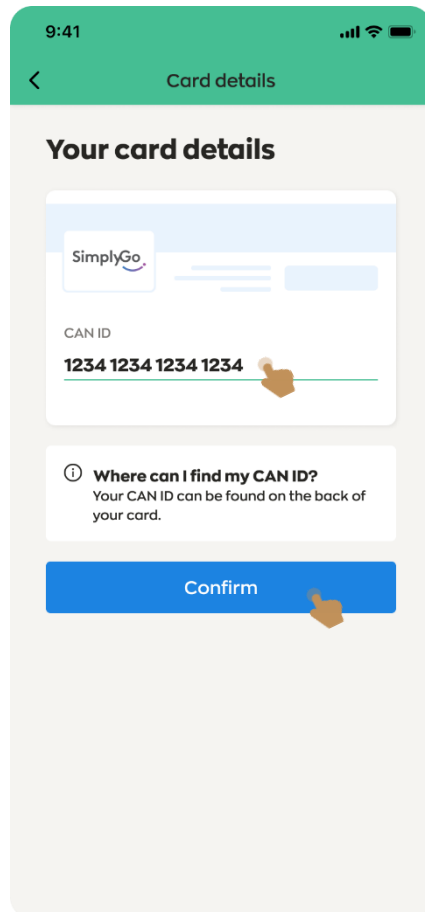 9:41
Card details
Your card details
SimplyGo
CAN ID
1234 1234 1234 1234
Where can I find my CAN ID?
Your CAN ID can be found on the back of
your card.
Confirm